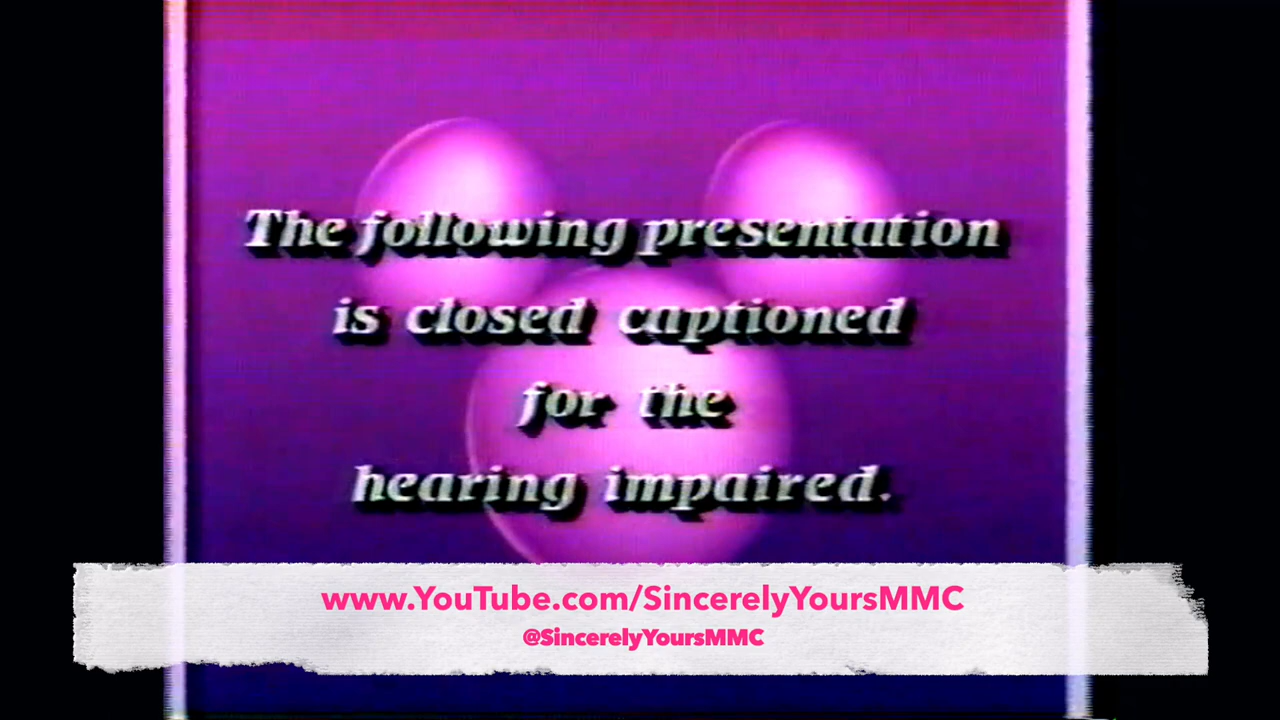 The following presentation
is closed captioned
for the
hearing impaired.
www.YouTube.com/SincerelyYoursMMC
@SincerelyYoursMMC